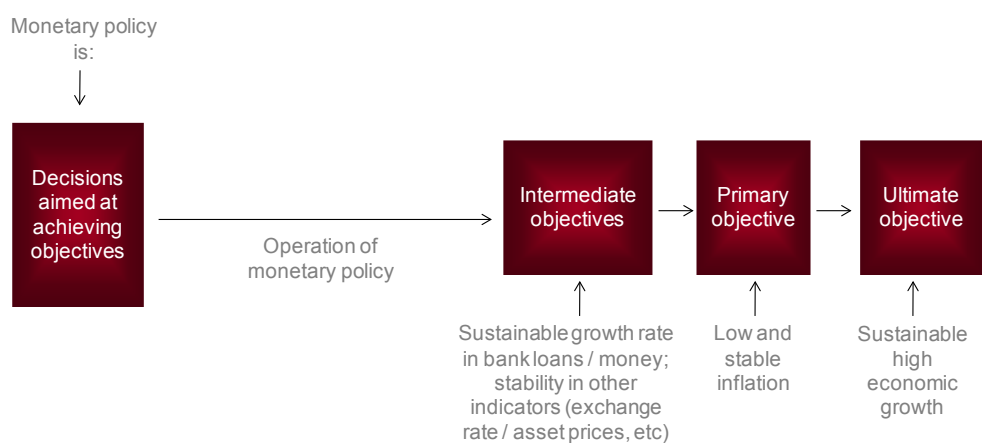 Monetary policy
is:
Decisions
aimed at
achieving
objectives
Operation of
monetary policy
Intermediate
objectives
Primary
objective
Ultimate
objective
Sustainable growth rate
in bank loans / money;
stability in other
indicators (exchange
rate / asset prices, etc)
Low and
stable
inflation
Sustainable
high
economic
growth